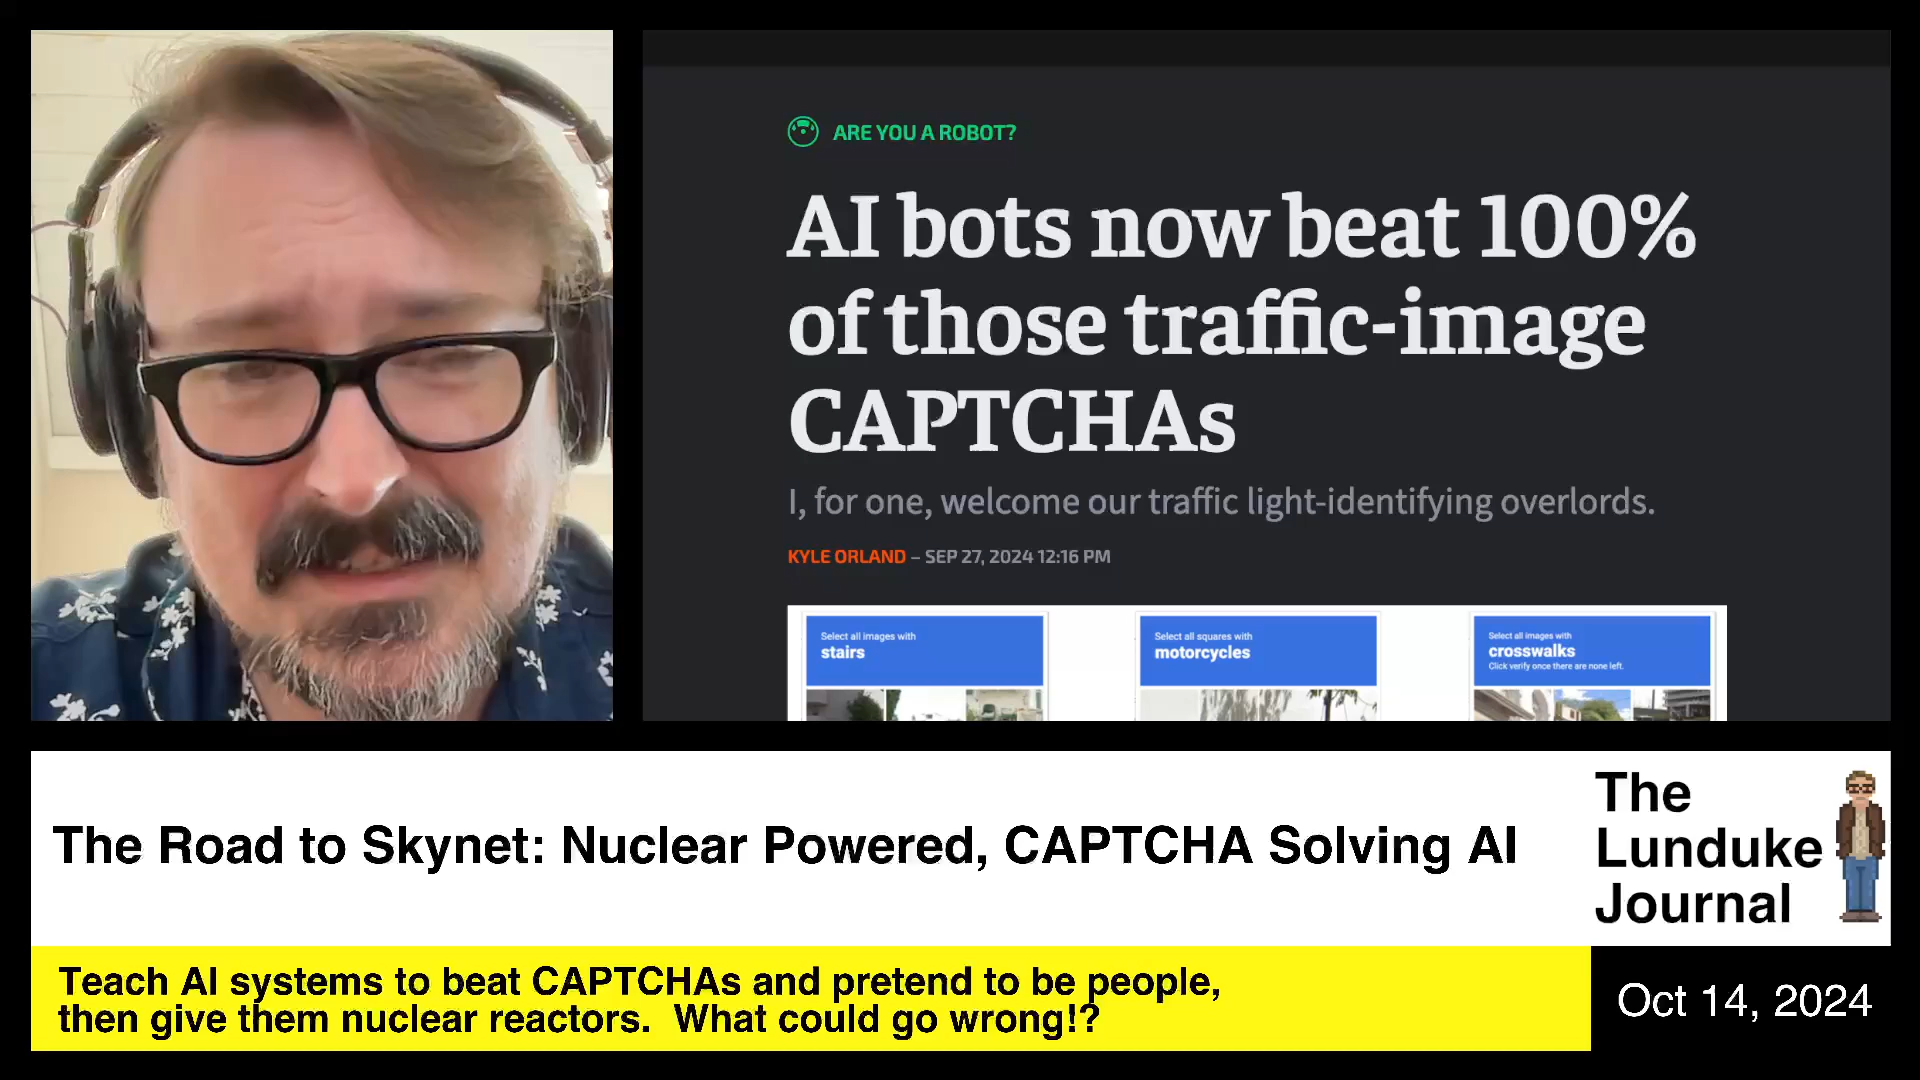 ARE YOU A ROBOT?
AI bots now beat 100%
of those traffic-image
CAPTCHAs
I, for one, welcome our traffic light-identifying overlords.
KYLE ORLAND – SEP 27, 2024 12:16 PM
Select all images with
stairs
Select all squares with
motorcycles
Select all images with
crosswalks
Click verify once there are none left.
The Road to Skynet: Nuclear Powered, CAPTCHA Solving AI
The
Lunduke
Journal
Teach AI systems to beat CAPTCHAs and pretend to be people,
then give them nuclear reactors.  What could go wrong!?
Oct 14, 2024